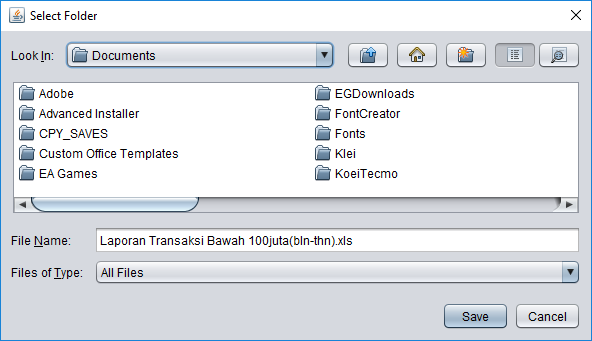 Select Folder
Look In: Documents
Adobe
Advanced Installer
CPY_SAVES
Custom Office Templates
EA Games
EGDownloads
FontCreator
Fonts
Klei
KoeiTecmo
File Name: Laporan Transaksi Bawah 100juta(bln-thn).xls
Files of Type: All Files
Save Cancel